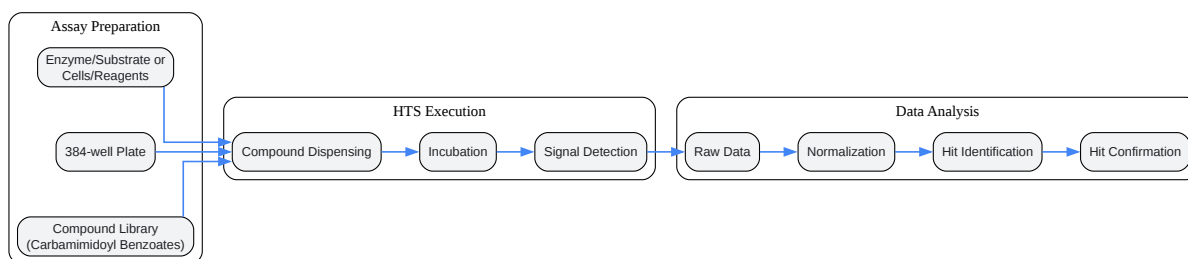 Assay Preparation
Enzyme/Substrate or
Cells/Reagents
384-well Plate
Compound Library
(Carbamimidoyl Benzoates)
HTS Execution
Compound Dispensing
Incubation
Signal Detection
Data Analysis
Raw Data
Normalization
Hit Identification
Hit Confirmation